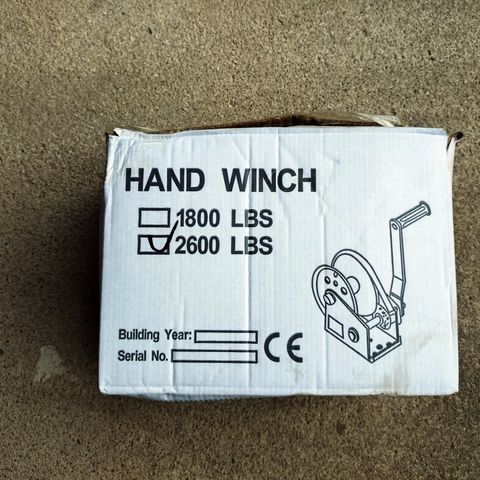 HAND WINCH
1800 LBS
2600 LBS
Building Year:
Serial No.
CE